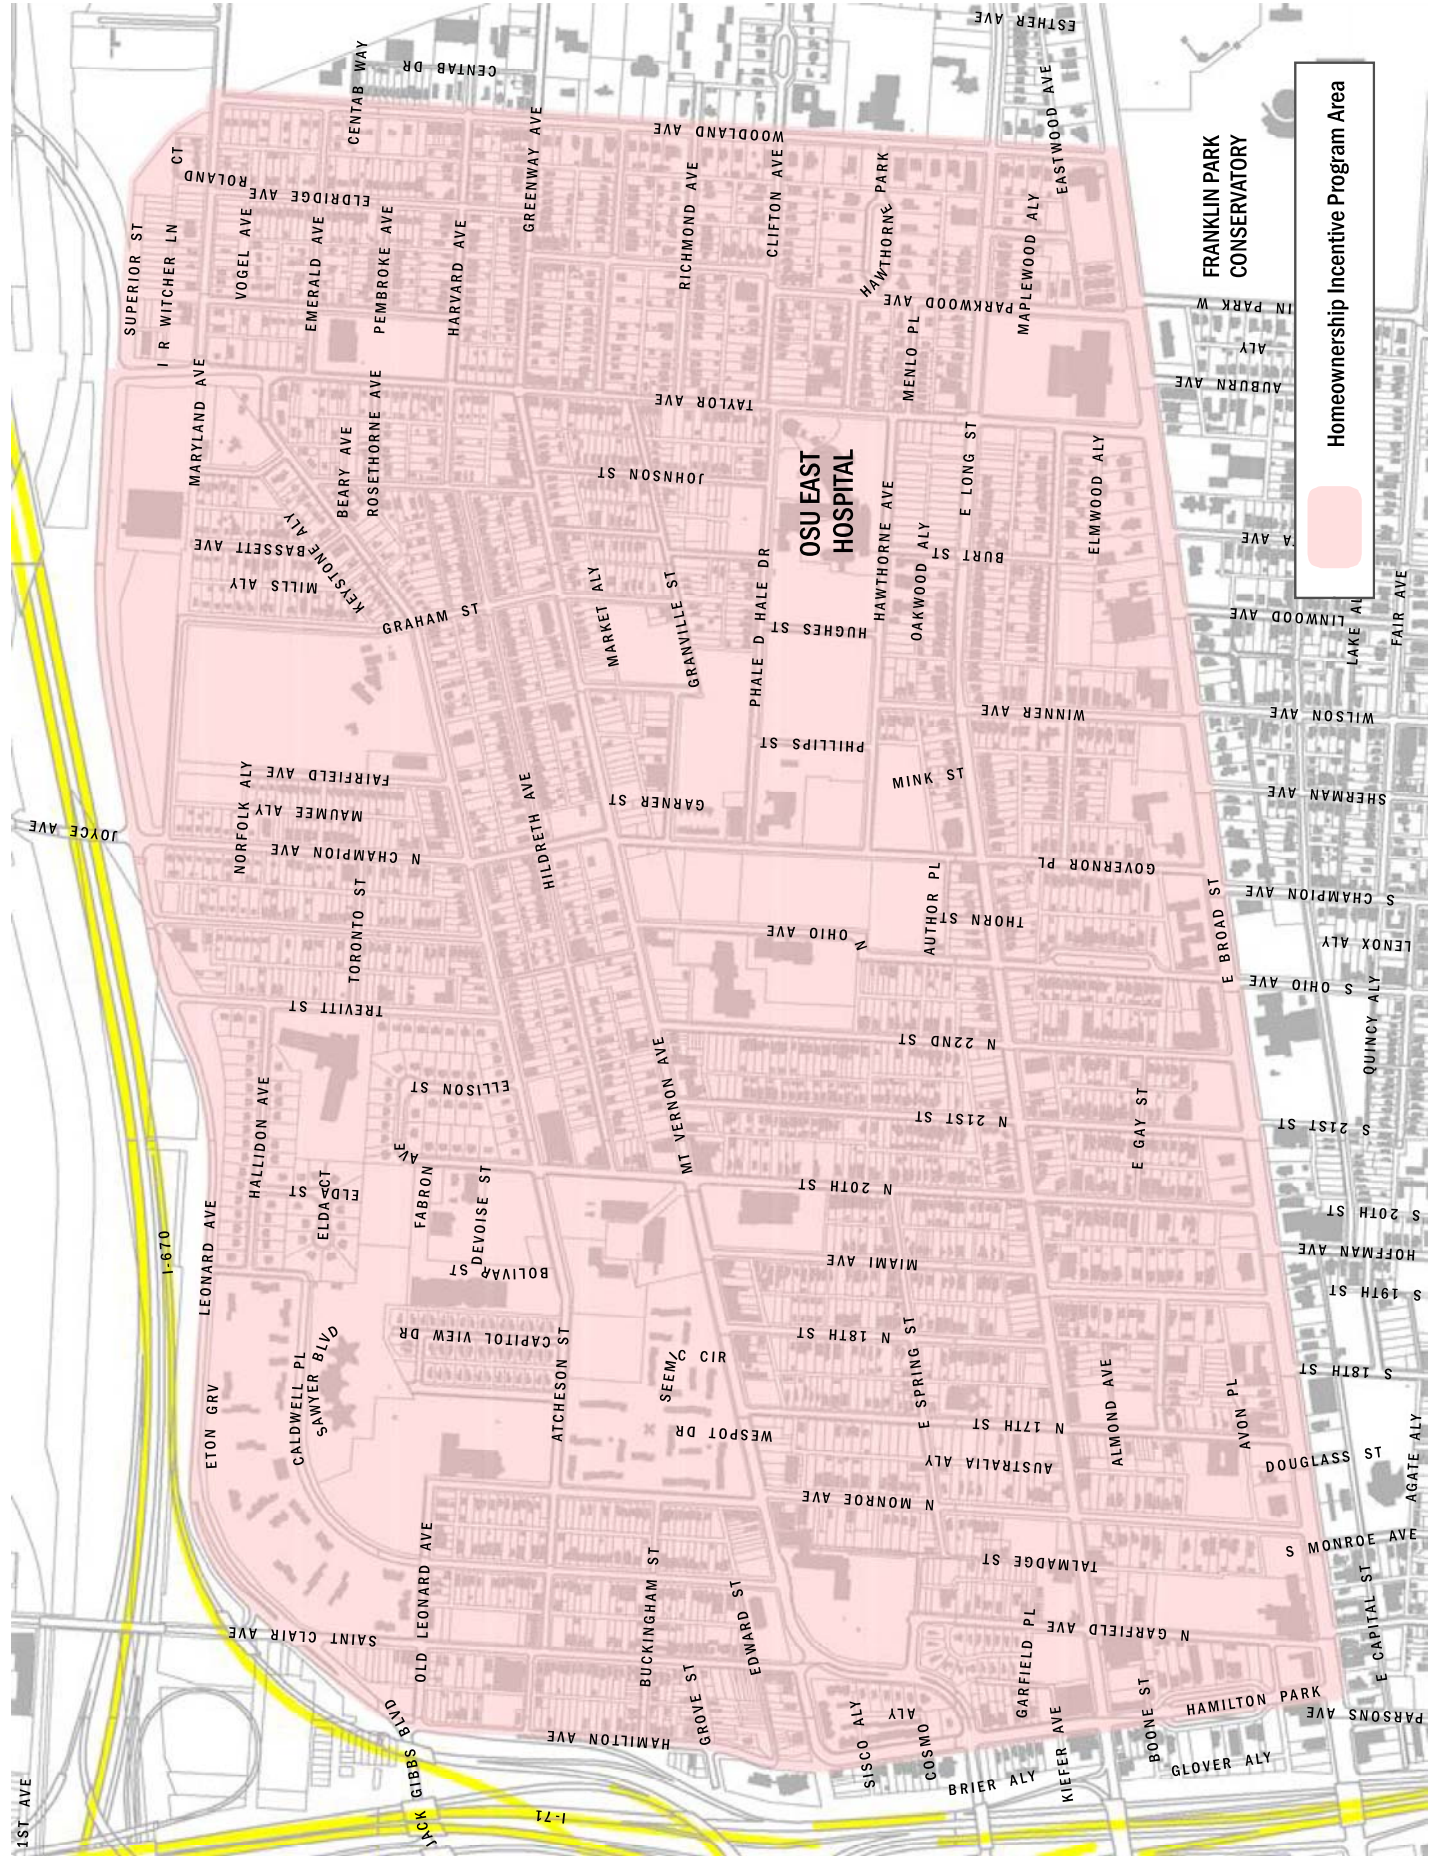 ESTHER AVE
CENTAB WAY
CENTAB DR
WOODLAND AVE
GREENWAY AVE
EASTWOOD AVE
ROLAND
CT
ELDRIDGE AVE
RICHMOND AVE
CLIFTON AVE
HAWTHORNE PARK
MAPLEWOOD ALY
FRANKLIN PARK
CONSERVATORY
Homeownership Incentive Program Area
SUPERIOR ST
I R WITCHER LN
VOGEL AVE
EMERALD AVE
PEMBROKE AVE
HARVARD AVE
PARKWOOD AVE
MENLO PL
IN PARK W
ALY
AUBURN AVE
MARYLAND AVE
BEARY AVE
ROSETHORNE AVE
TAYLOR AVE
JOHNSON ST
OSU EAST
HOSPITAL
E LONG ST
ELMWOOD ALY
KEYSTONE ALY
BASSETT AVE
MILLS ALY
GRAHAM ST
MARKET ALY
GRANVILLE ST
PHALE D HALE DR
HUGHES ST
HAWTHORNE AVE
OAKWOOD ALY
BURT ST
A AVE
LINWOOD AVE
LAKE AL
FAIR AVE
WINNER AVE
WILSON AVE
PHILLIPS ST
MINK ST
SHERMAN AVE
JOYCE AVE
NORFOLK ALY
FAIRFIELD AVE
MAUMEE ALY
N CHAMPION AVE
HILDRETH AVE
GARNER ST
GOVERNOR PL
S CHAMPION AVE
TORONTO ST
N OHIO AVE
AUTHOR PL
THORN ST
E BROAD ST
LENOX ALY
S OHIO AVE
QUINCY ALY
TREVITT ST
N 22ND ST
ELLISON ST
MT VERNON AVE
N 21ST ST
E GAY ST
S 21ST ST
HALLIDON AVE
FABRON
AVE
ELDA ST
ELDA CT
DEVOISE ST
N 20TH ST
S 20TH ST
HOFFMAN AVE
LEONARD AVE
I-670
BOLIVAR ST
MIAMI AVE
S 19TH ST
CAPITOL VIEW DR
ATCHESON ST
N 18TH ST
E SPRING ST
S 18TH ST
SAWYER BLVD
CALDWELL PL
ETON GRV
SEEM/C CIR
WESPOT DR
N 17TH ST
AUSTRALIA ALY
ALMOND AVE
AVON PL
DOUGLASS ST
AGATE ALY
N MONROE AVE
S MONROE AVE
TALMADGE ST
OLD LEONARD AVE
BUCKINGHAM ST
EDWARD ST
GARFIELD PL
N GARFIELD AVE
E CAPITAL ST
SAINT CLAIR AVE
GROVE ST
HAMILTON AVE
SISCO ALY
COSMO
ALY
BOONE ST
HAMILTON PARK
PARSONS AVE
KIEFER AVE
BRIER ALY
GLOVER ALY
JACK GIBBS BLVD
I-71
1ST AVE